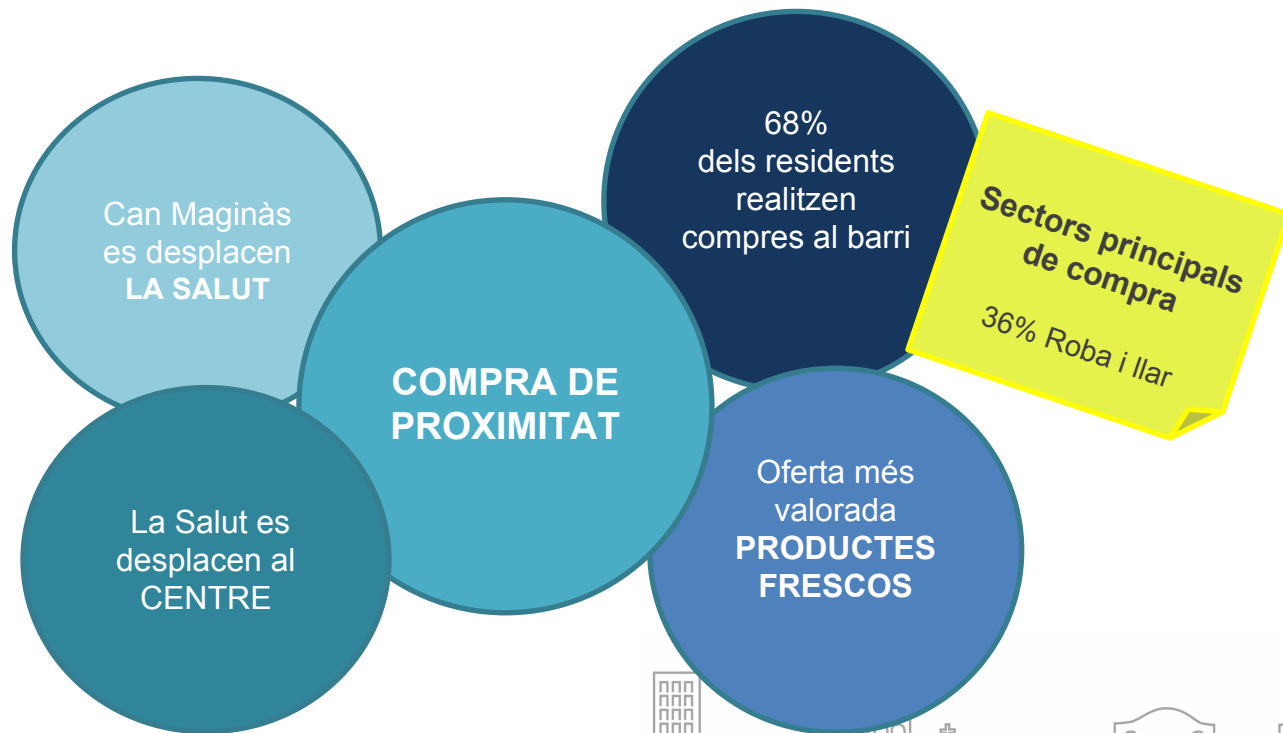 Can Maginàs
es desplacen
LA SALUT
68%
dels residents
realitzen
compres al barri
Sectors principals
de compra
36% Roba i llar
COMPRA DE
PROXIMITAT
La Salut es
desplacen al
CENTRE
Oferta més
valorada
PRODUCTES
FRESCOS